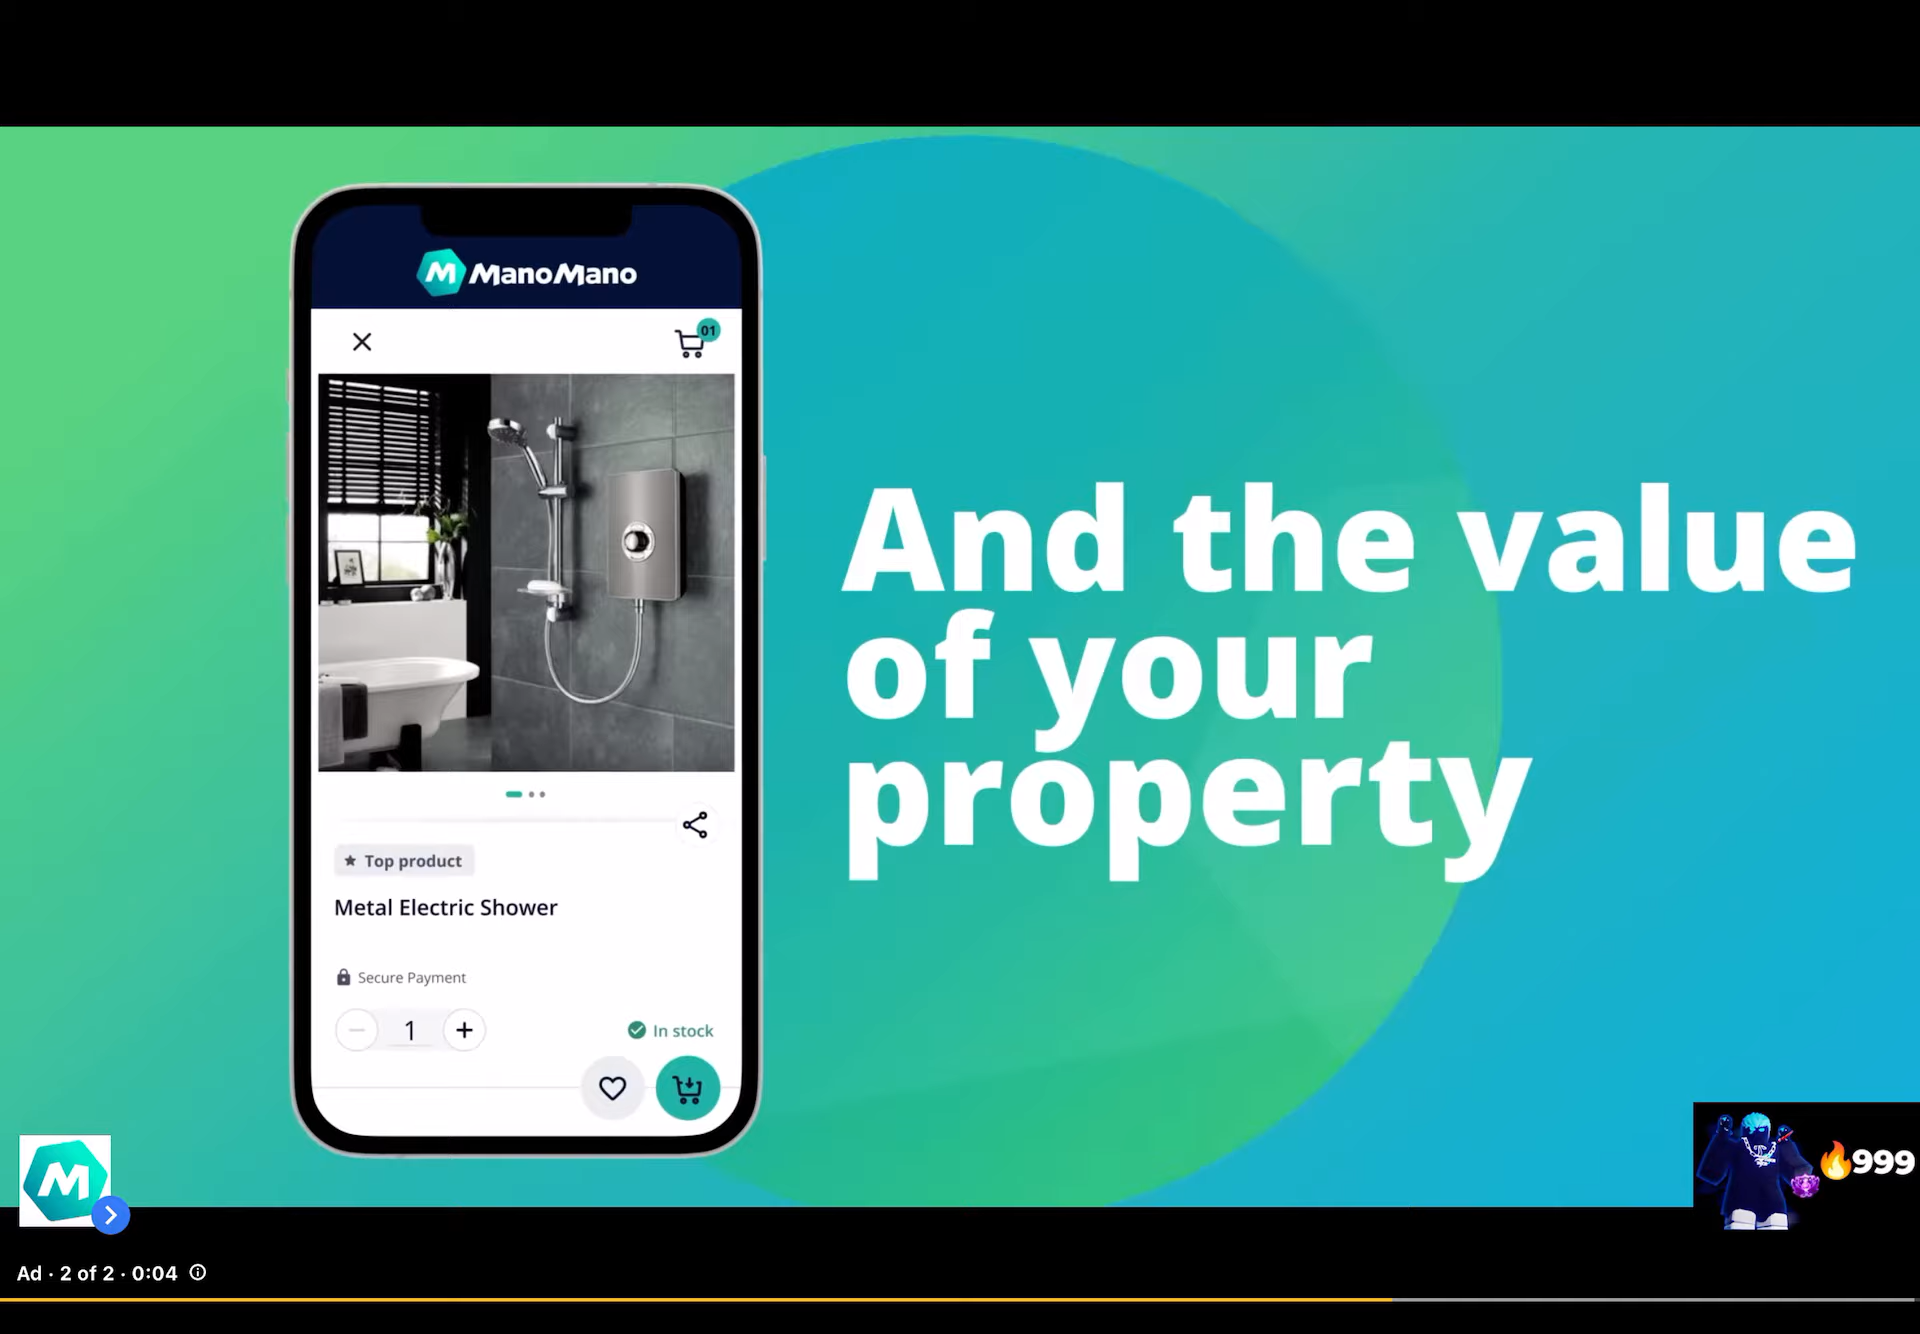 M ManoMano
01
Top product
Metal Electric Shower
Secure Payment
1
In stock
And the value
of your
property
M
999
Ad · 2 of 2 · 0:04